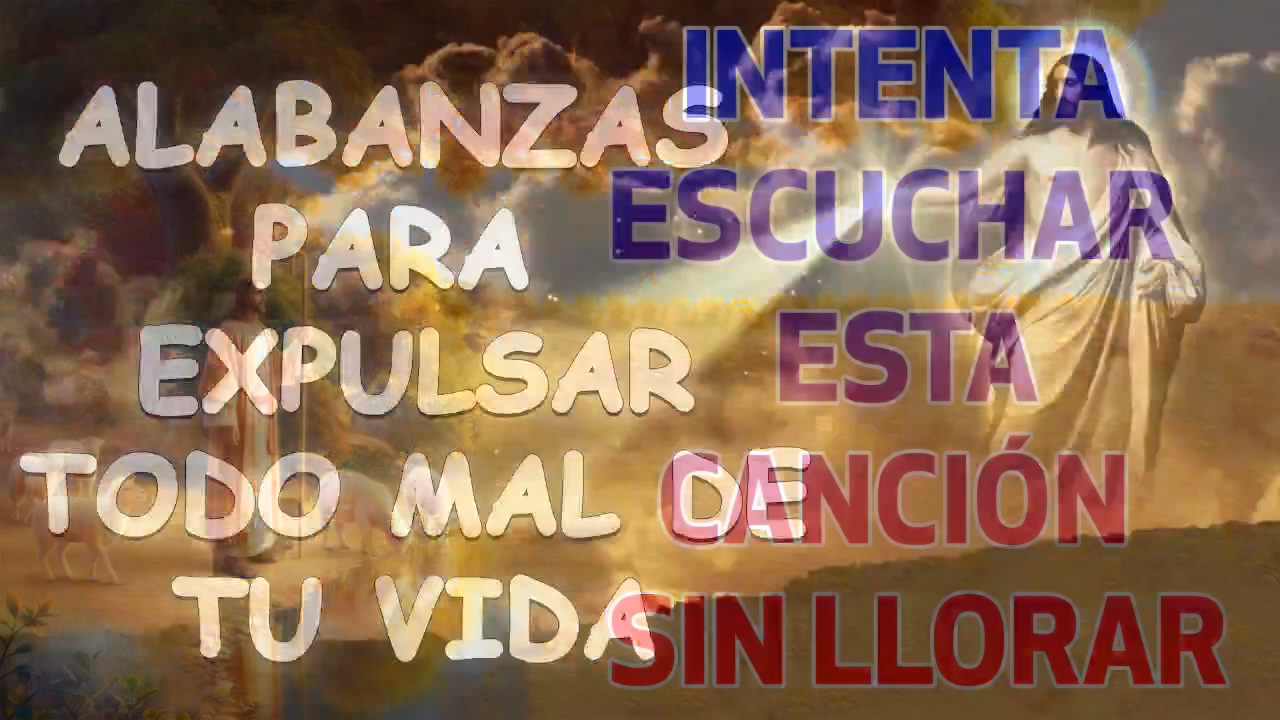 ALABANZAS
PARA
EXPULSAR
TODO MAL DE
TU VIDA
INTENTA
ESCUCHAR
ESTA
CANCIÓN
SIN LLORAR